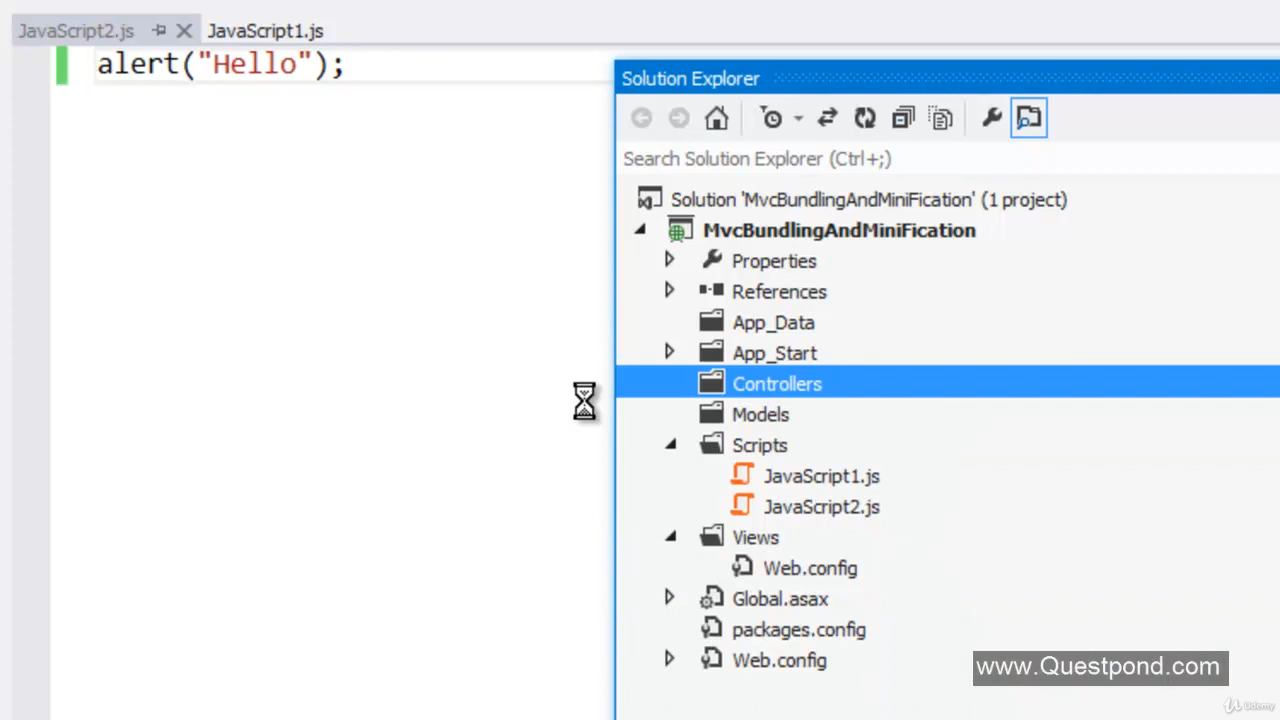 JavaScript2.js JavaScript1.js
alert("Hello");
Solution Explorer
Search Solution Explorer (Ctrl+;)
Solution 'MvcBundlingAndMiniFication' (1 project)
MvcBundlingAndMiniFication
Properties
References
App_Data
App_Start
Controllers
Models
Scripts
JavaScript1.js
JavaScript2.js
Views
Web.config
Global.asax
packages.config
Web.config
www.Questpond.com
Udemy